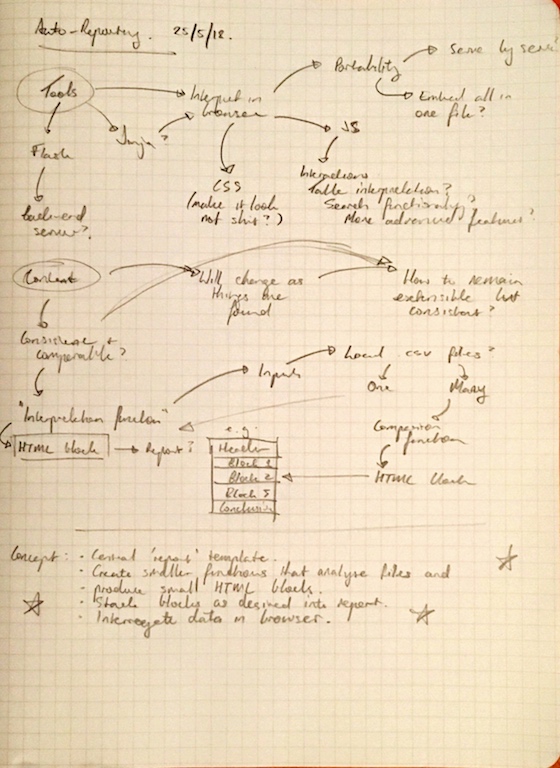 Auto-Reporting. 25/5/18.
Tools
Interpret in
browser
Portability
Serve by serve
Embed all in
one file?
Jinja?
JS
Flask
Back-end
server?
CSS
(make it look
not shit?)
Interactions
Table interpretation?
Search functionality?
More advanced features?
Content
Will change as
things are
found
How to remain
extensible but
consistent?
Consistent +
comparable?
Inputs
Local .csv files?
One
Many
"Interpretation function"
HTML block
Report?
Comparison
function
HTML block
e.g.
Header
Block 1
Block 2
Block 3
Conclusion
Concept: · Central 'report' template.
· Create smaller functions that analyse files and
· produce small HTML blocks.
· Stack blocks as desired into report.
· Interrogate data in browser.